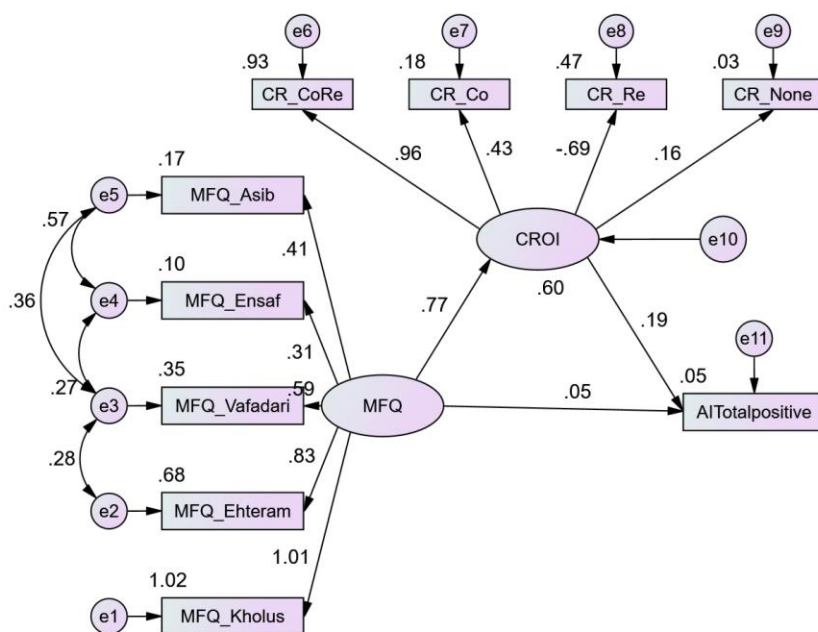 e6
e7
e8
e9
.93
.18
.47
.03
CR_CoRe
CR_Co
CR_Re
CR_None
.96
.43
-.69
.16
.17
e5
MFQ_Asib
.57
.41
CROI
e10
.10
.60
e4
MFQ_Ensaf
.36
.77
.19
.31
e11
.35
.27
.59
.05
.05
e3
MFQ_Vafadari
MFQ
AITotalpositive
.28
.68
.83
e2
MFQ_Ehteram
1.01
1.02
e1
MFQ_Kholus